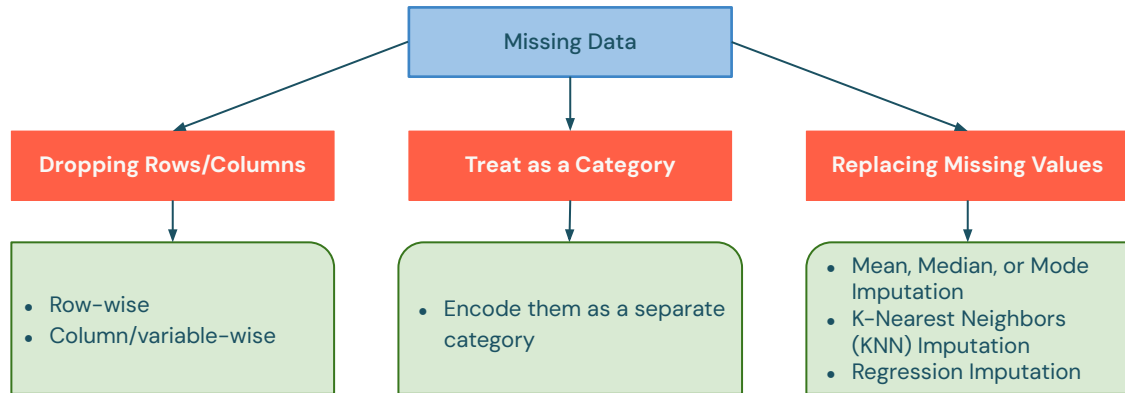 Missing Data
Dropping Rows/Columns
Treat as a Category
Replacing Missing Values
• Row-wise
• Column/variable-wise
• Encode them as a separate
category
• Mean, Median, or Mode
Imputation
• K-Nearest Neighbors
(KNN) Imputation
• Regression Imputation